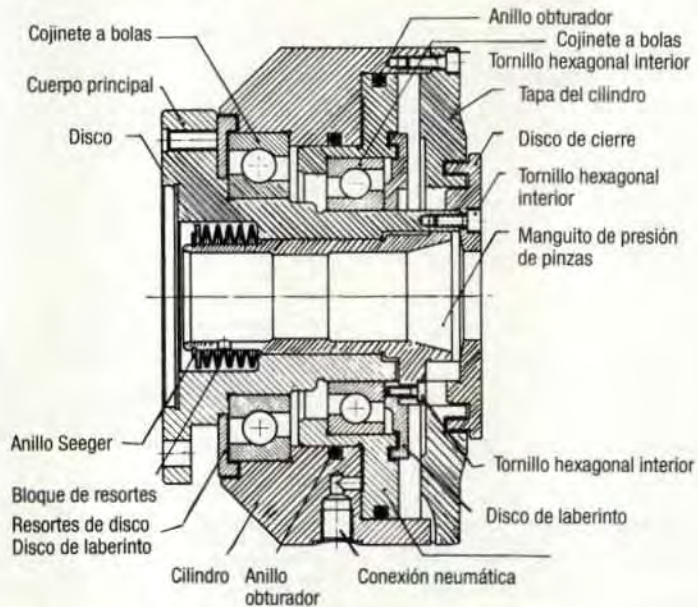 Anillo obturador
Cojinete a bolas
Cojinete a bolas
Tornillo hexagonal interior
Cuerpo principal
Tapa del cilindro
Disco
Disco de cierre
Tornillo hexagonal
interior
Manguito de presión
de pinzas
Anillo Seeger
Tornillo hexagonal interior
Bloque de resortes
Resortes de disco
Disco de laberinto
Disco de laberinto
Cilindro
Anillo
obturador
Conexión neumática